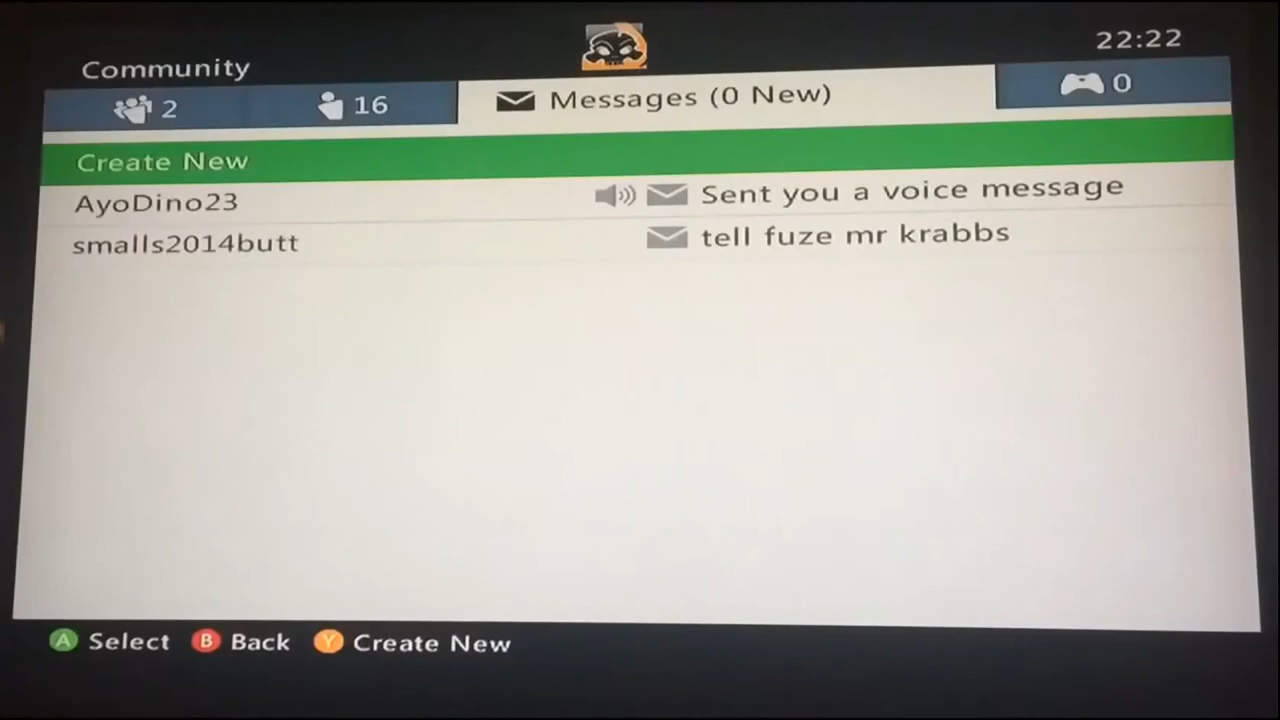 22:22
Community
2
16
Messages (0 New)
0
Create New
AyoDino23 Sent you a voice message
smalls2014butt tell fuze mr krabbs
A Select B Back Y Create New